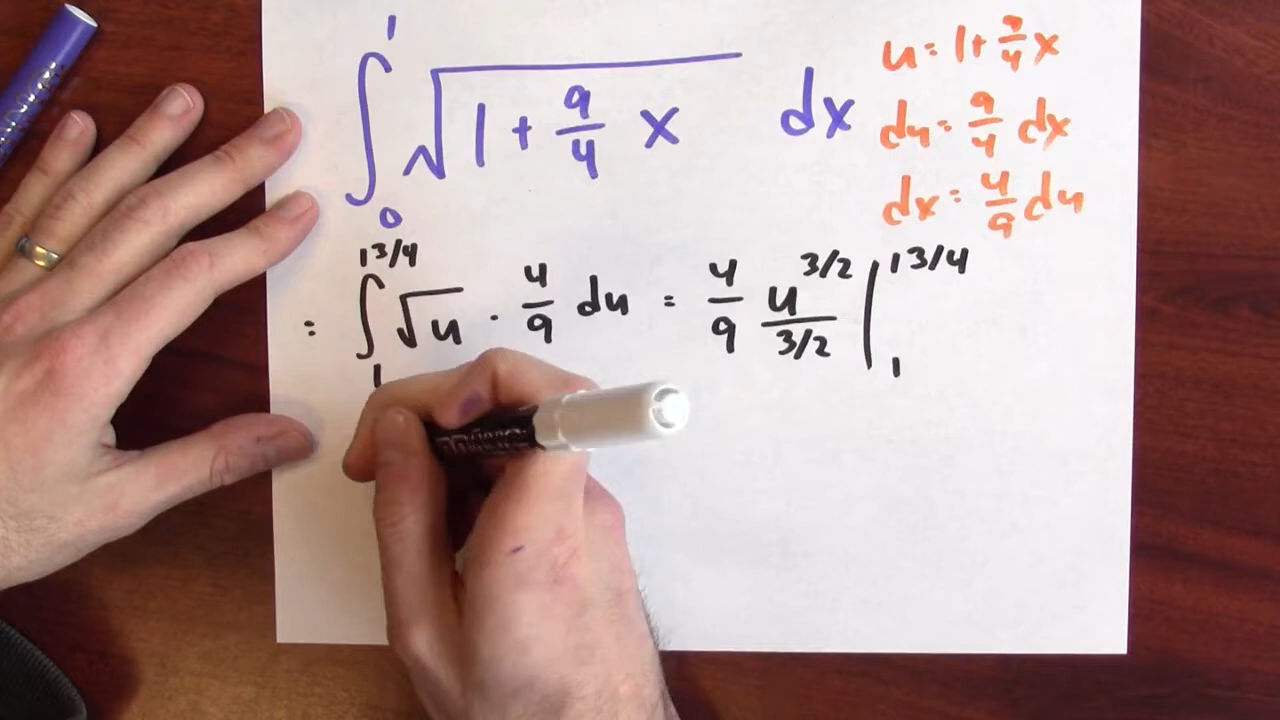 ∫₀¹ √(1 + 9/4 x) dx
u = 1 + 9/4 x
du = 9/4 dx
dx = 4/9 du
= ∫₁^(13/4) √u · 4/9 du = 4/9 u^(3/2)/(3/2) |₁^(13/4)